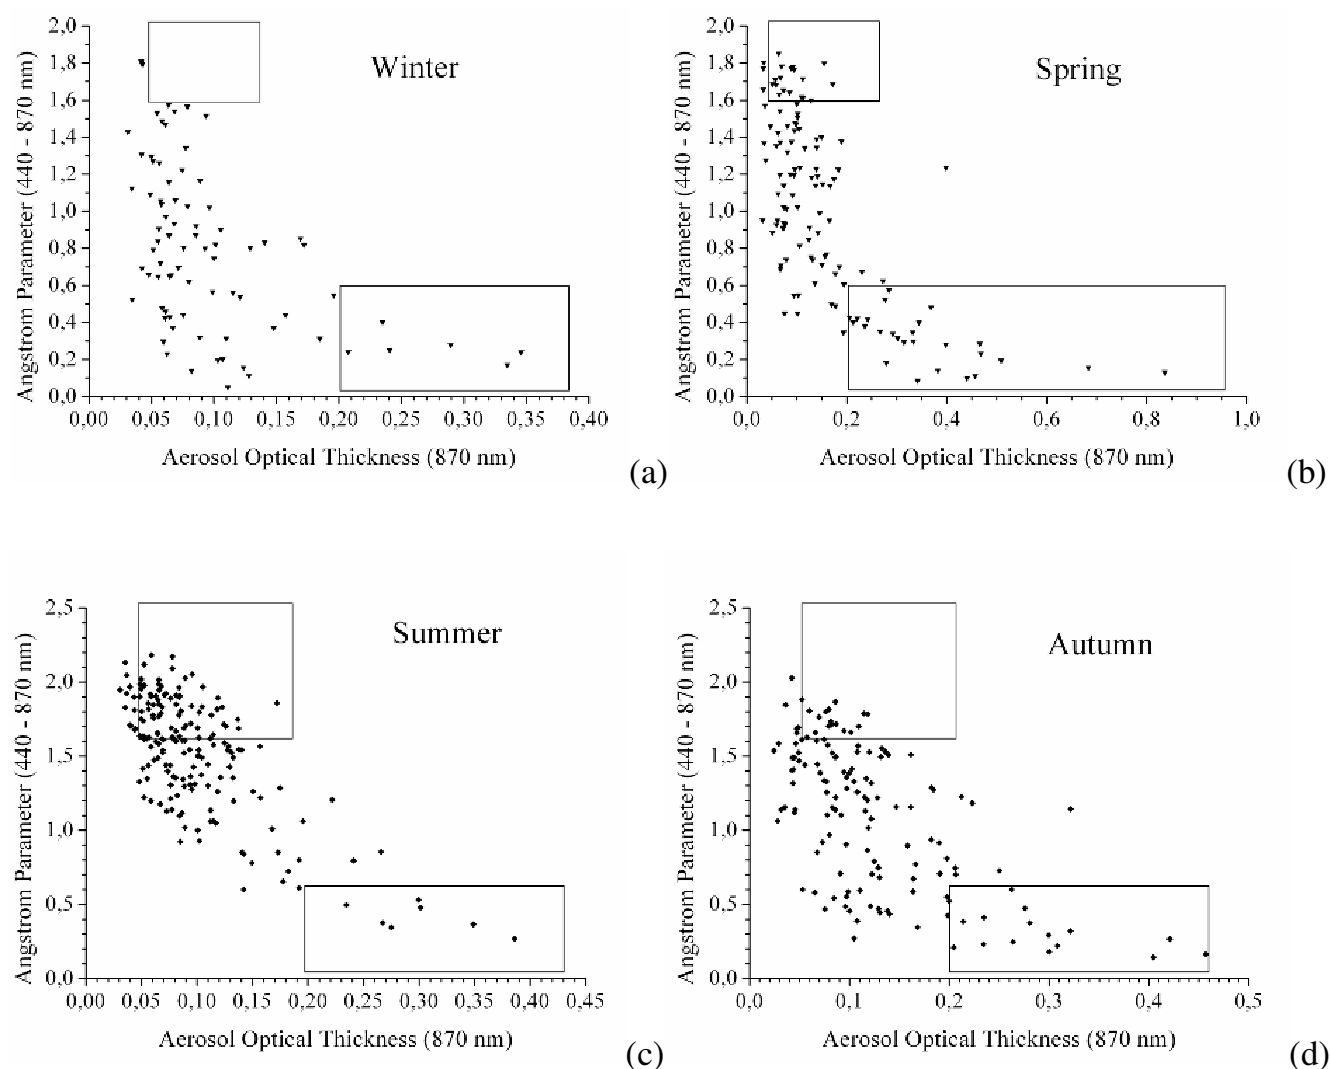 Winter
Angstrom Parameter (440 - 870 nm)
2,0
1,8
1,6
1,4
1,2
1,0
0,8
0,6
0,4
0,2
0,0
0,00 0,05 0,10 0,15 0,20 0,25 0,30 0,35 0,40
Aerosol Optical Thickness (870 nm)
(a)
Spring
Angstrom Parameter (440 - 870 nm)
2,0
1,8
1,6
1,4
1,2
1,0
0,8
0,6
0,4
0,2
0,0
0,0 0,2 0,4 0,6 0,8 1,0
Aerosol Optical Thickness (870 nm)
(b)
Summer
Angstrom Parameter (440 - 870 nm)
2,5
2,0
1,5
1,0
0,5
0,0
0,00 0,05 0,10 0,15 0,20 0,25 0,30 0,35 0,40 0,45
Aerosol Optical Thickness (870 nm)
(c)
Autumn
Angstrom Parameter (440 - 870 nm)
2,5
2,0
1,5
1,0
0,5
0,0
0,0 0,1 0,2 0,3 0,4 0,5
Aerosol Optical Thickness (870 nm)
(d)